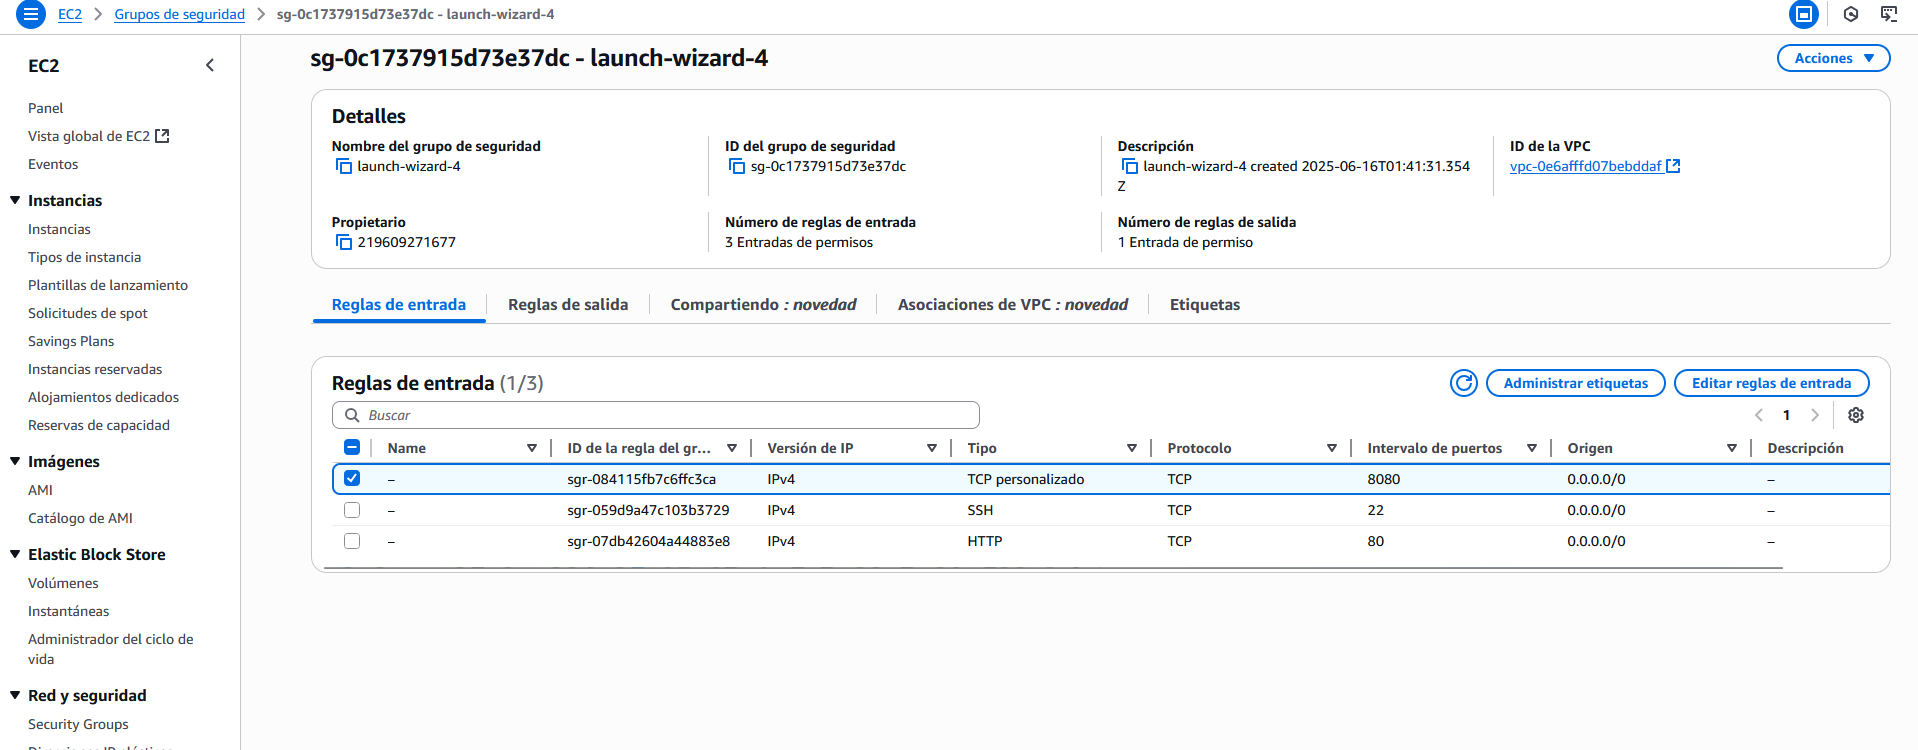 EC2 > Grupos de seguridad > sg-0c1737915d73e37dc - launch-wizard-4
EC2
Panel
Vista global de EC2
Eventos
Instancias
Instancias
Tipos de instancia
Plantillas de lanzamiento
Solicitudes de spot
Savings Plans
Instancias reservadas
Alojamientos dedicados
Reservas de capacidad
Imágenes
AMI
Catálogo de AMI
Elastic Block Store
Volúmenes
Instantáneas
Administrador del ciclo de
vida
Red y seguridad
Security Groups
sg-0c1737915d73e37dc - launch-wizard-4
Acciones
Detalles
Nombre del grupo de seguridad
launch-wizard-4
ID del grupo de seguridad
sg-0c1737915d73e37dc
Descripción
launch-wizard-4 created 2025-06-16T01:41:31.354
Z
ID de la VPC
vpc-0e6afffd07bebddaf
Propietario
219609271677
Número de reglas de entrada
3 Entradas de permisos
Número de reglas de salida
1 Entrada de permiso
Reglas de entrada
Reglas de salida
Compartiendo : novedad
Asociaciones de VPC : novedad
Etiquetas
Reglas de entrada (1/3)
Administrar etiquetas
Editar reglas de entrada
Buscar
1
Name ID de la regla del gr... Versión de IP Tipo Protocolo Intervalo de puertos Origen Descripción
– sgr-084115fb7c6ffc3ca IPv4 TCP personalizado TCP 8080 0.0.0.0/0 –
– sgr-059d9a47c103b3729 IPv4 SSH TCP 22 0.0.0.0/0 –
– sgr-07db42604a44883e8 IPv4 HTTP TCP 80 0.0.0.0/0 –